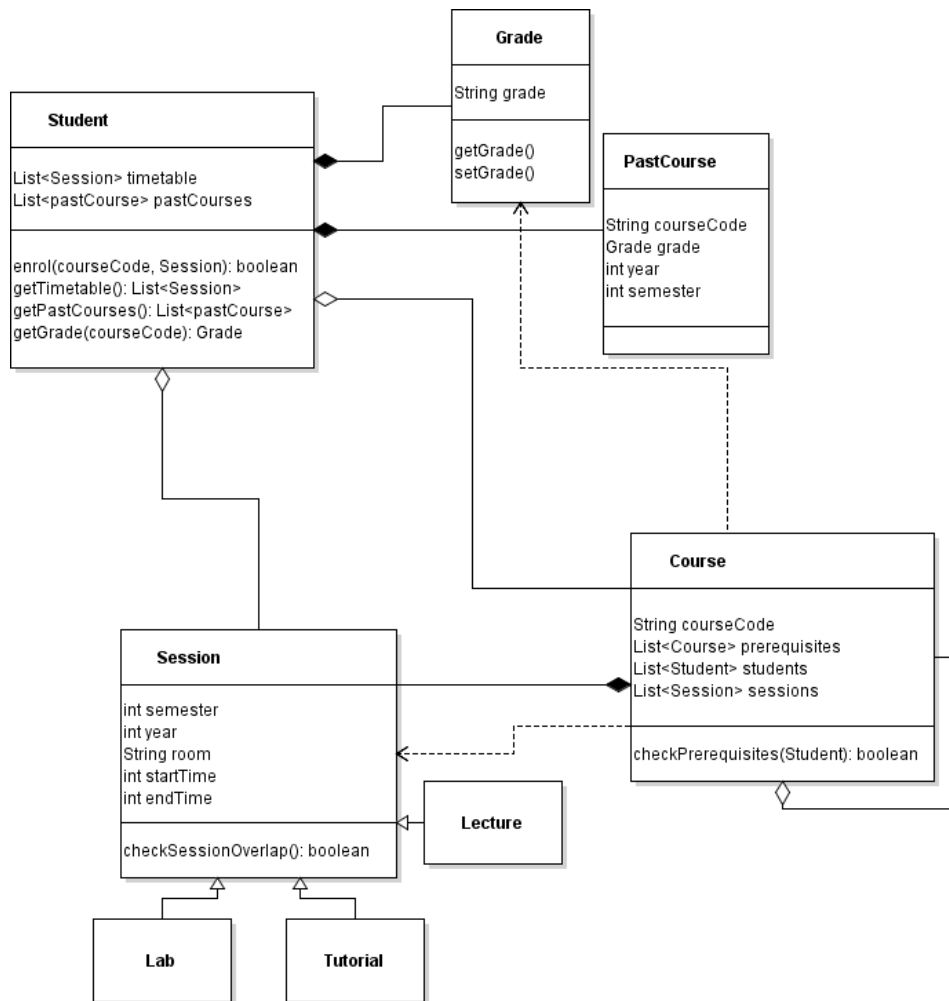 Grade
String grade
getGrade()
setGrade()
Student
List<Session> timetable
List<pastCourse> pastCourses
enrol(courseCode, Session): boolean
getTimetable(): List<Session>
getPastCourses(): List<pastCourse>
getGrade(courseCode): Grade
PastCourse
String courseCode
Grade grade
int year
int semester
Course
String courseCode
List<Course> prerequisites
List<Student> students
List<Session> sessions
checkPrerequisites(Student): boolean
Session
int semester
int year
String room
int startTime
int endTime
checkSessionOverlap(): boolean
Lecture
Lab
Tutorial